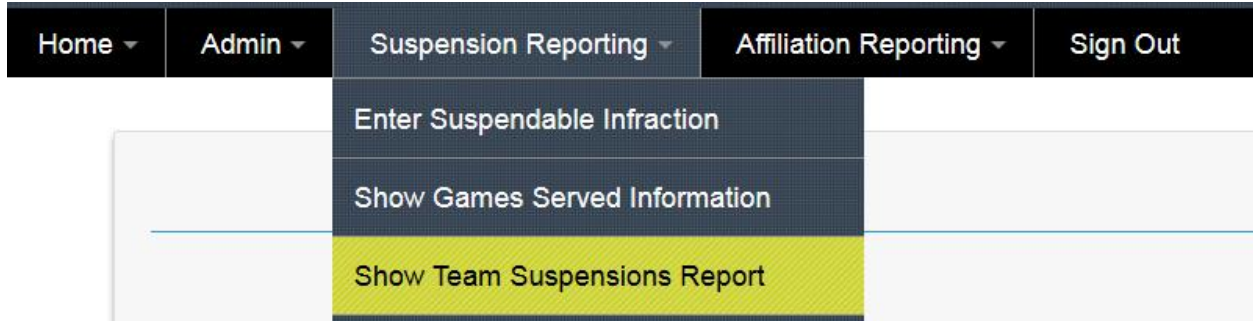 Home Admin Suspension Reporting Affiliation Reporting Sign Out
Enter Suspendable Infraction
Show Games Served Information
Show Team Suspensions Report